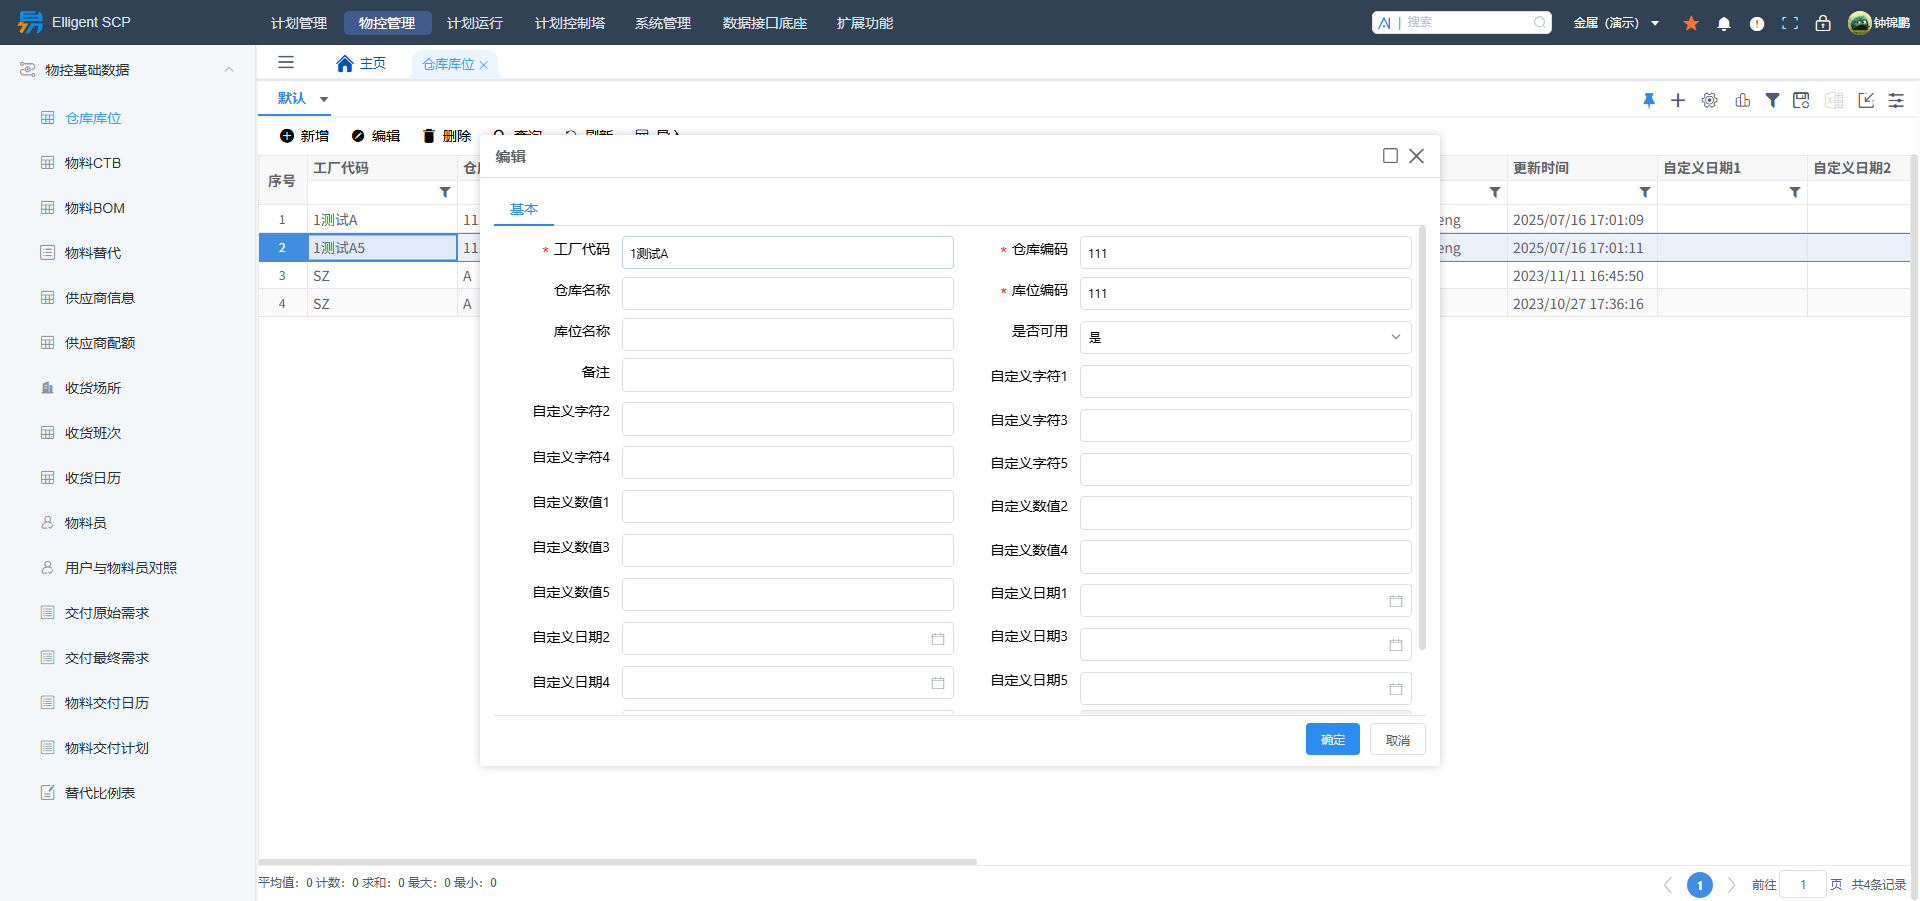 Elligent SCP 计划管理 物控管理 计划运行 计划控制塔 系统管理 数据接口底座 扩展功能 搜索 金属（演示） 钟锦鹏
物控基础数据
主页 仓库库位
默认
仓库库位
物料CTB
物料BOM
物料替代
供应商信息
供应商配额
收货场所
收货班次
收货日历
物料员
用户与物料员对照
交付原始需求
交付最终需求
物料交付日历
物料交付计划
替代比例表
新增 编辑 删除
序号 工厂代码 更新时间 自定义日期1 自定义日期2
1 1测试A 11 eng 2025/07/16 17:01:09
2 1测试A5 11 eng 2025/07/16 17:01:11
3 SZ A 2023/11/11 16:45:50
4 SZ A 2023/10/27 17:36:16
编辑
基本
* 工厂代码 1测试A * 仓库编码 111
仓库名称 * 库位编码 111
库位名称 是否可用 是
备注 自定义字符1
自定义字符2 自定义字符3
自定义字符4 自定义字符5
自定义数值1 自定义数值2
自定义数值3 自定义数值4
自定义数值5 自定义日期1
自定义日期2 自定义日期3
自定义日期4 自定义日期5
确定 取消
平均值：0 计数：0 求和：0 最大：0 最小：0
1 前往 1 页 共4条记录